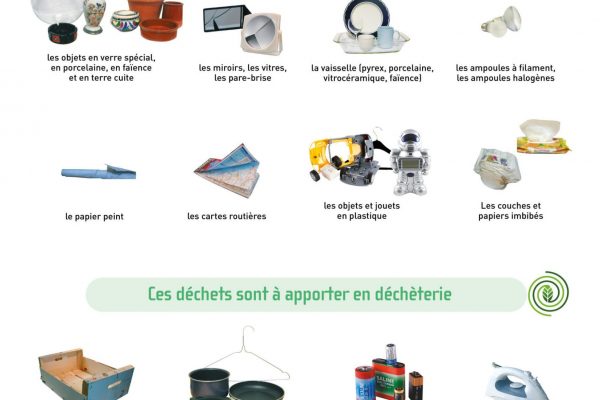 les objets en verre spécial,
en porcelaine, en faïence
et en terre cuite
les miroirs, les vitres,
les pare-brise
la vaisselle (pyrex, porcelaine,
vitrocéramique, faïence)
les ampoules à filament,
les ampoules halogènes
le papier peint
les cartes routières
les objets et jouets
en plastique
Les couches et
papiers imbibés
Ces déchets sont à apporter en déchèterie